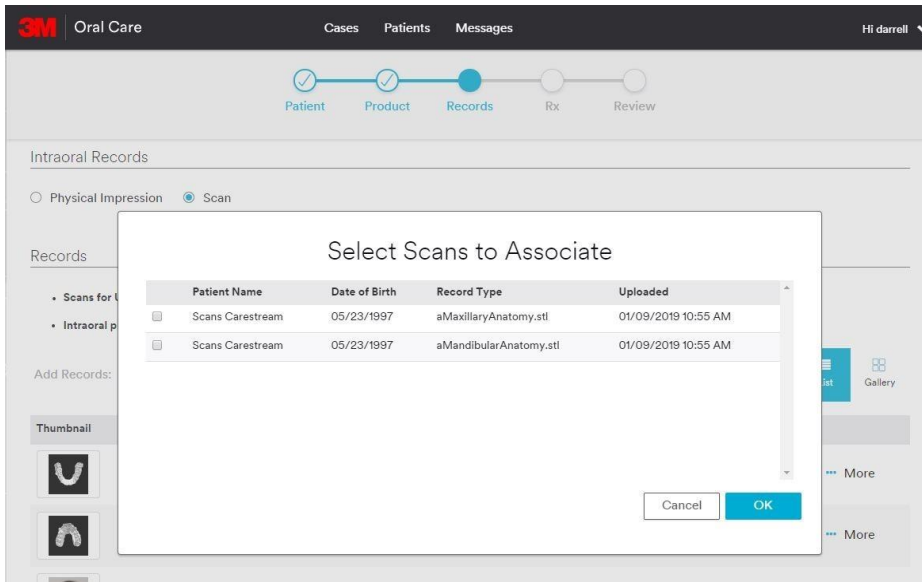 3M Oral Care Cases Patients Messages Hi darrell
Patient Product Records Rx Review
Intraoral Records
Physical Impression Scan
Records
Select Scans to Associate
Patient Name Date of Birth Record Type Uploaded
Scans Carestream 05/23/1997 aMaxillaryAnatomy.stl 01/09/2019 10:55 AM
Scans Carestream 05/23/1997 aMandibularAnatomy.stl 01/09/2019 10:55 AM
• Scans for
• Intraoral
Add Records: Gallery
Thumbnail
More
Cancel OK
More